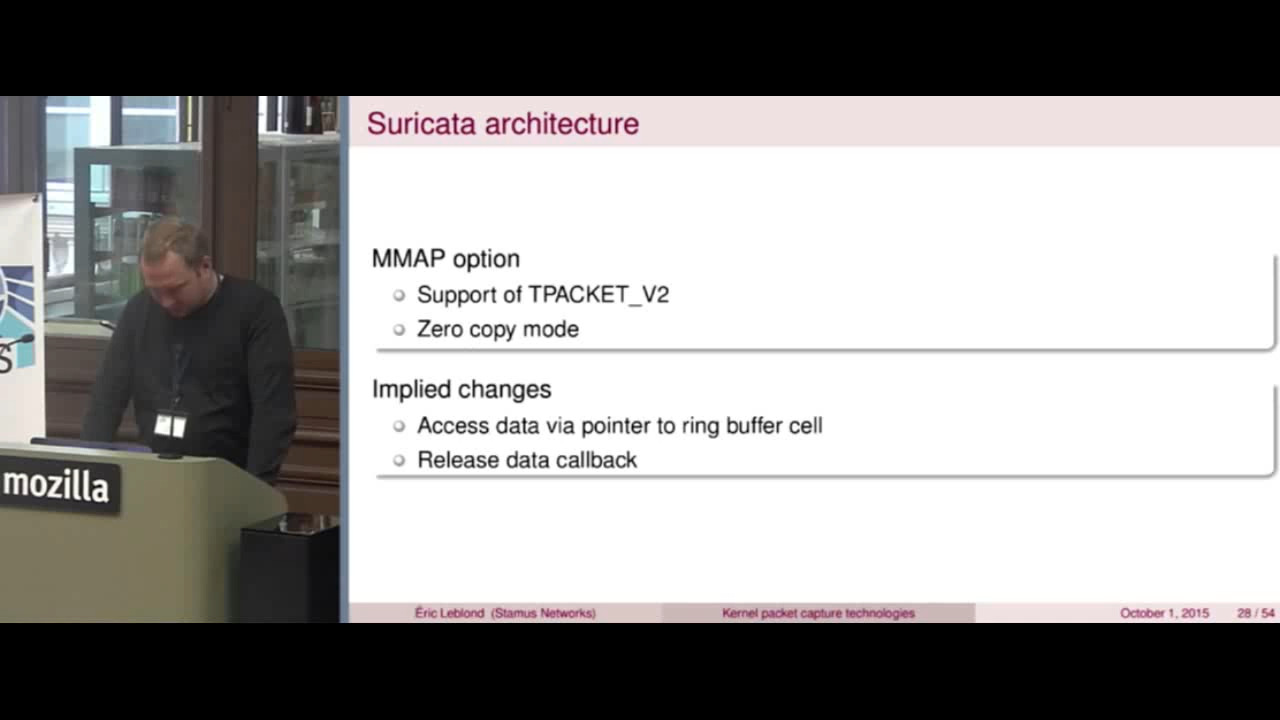 Suricata architecture
MMAP option
Support of TPACKET_V2
Zero copy mode
Implied changes
Access data via pointer to ring buffer cell
Release data callback
S
mozilla
Éric Leblond (Stamus Networks)
Kernel packet capture technologies
October 1, 2015
28 / 54